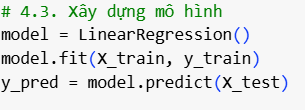 # 4.3. Xây dựng mô hình
model = LinearRegression()
model.fit(X_train, y_train)
y_pred = model.predict(X_test)